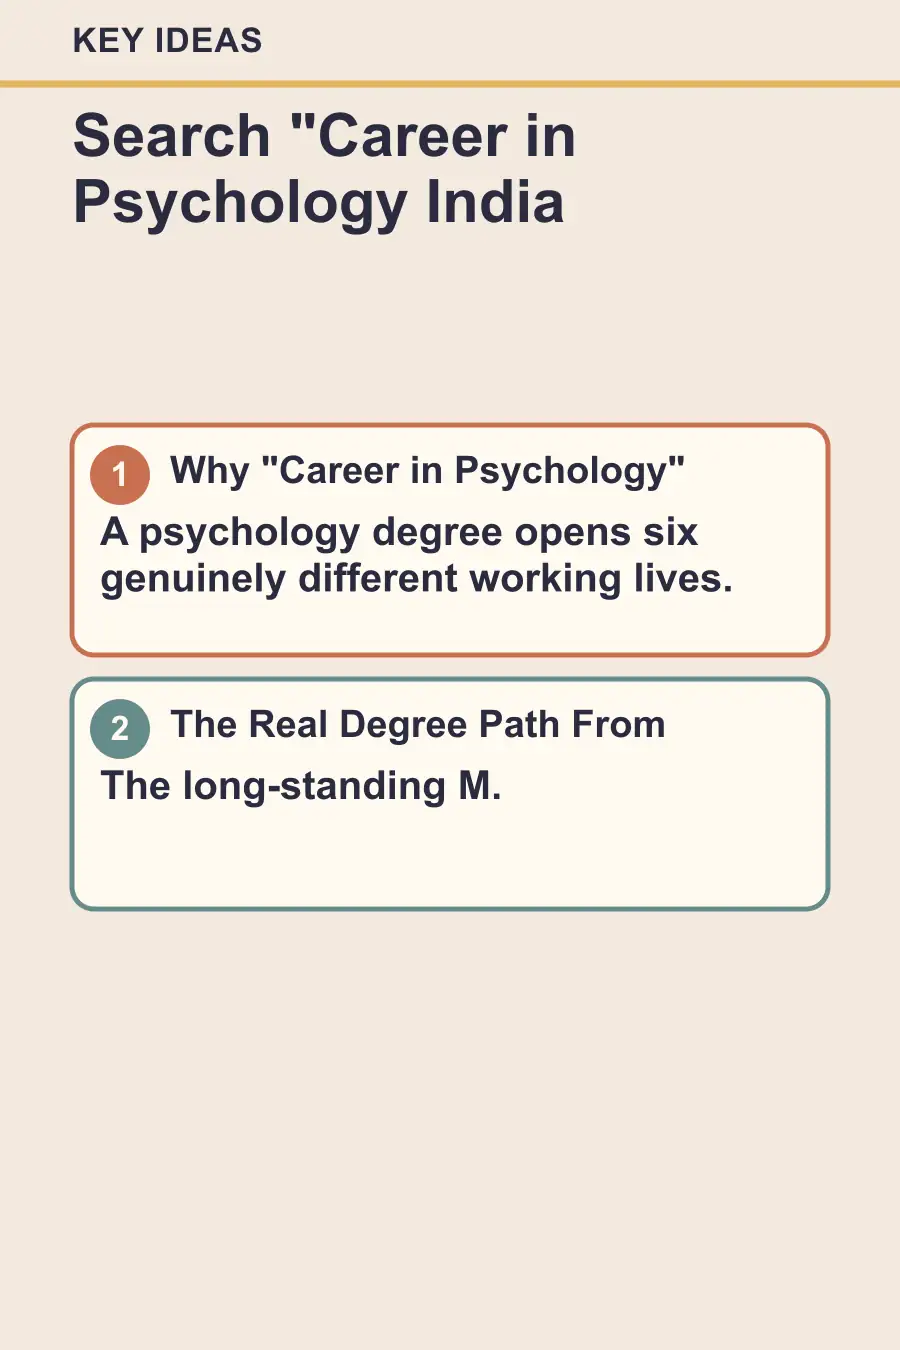 KEY IDEAS
Search "Career in
Psychology India
1
Why "Career in Psychology"
A psychology degree opens six
genuinely different working lives.
2
The Real Degree Path From
The long-standing M.